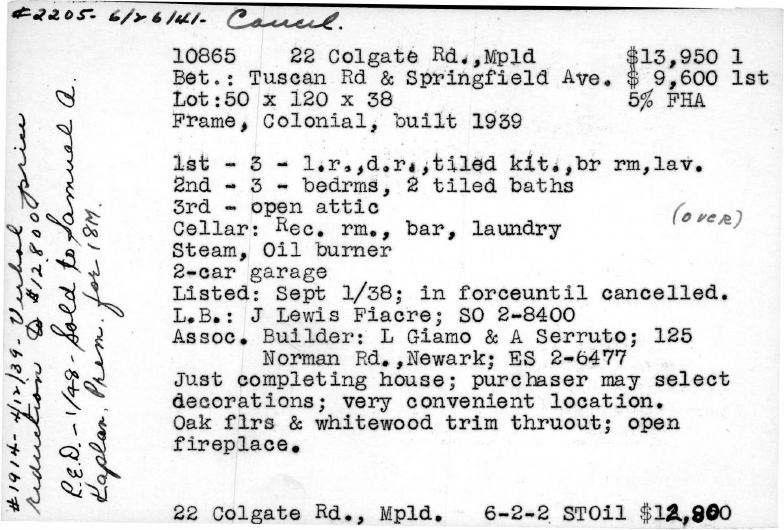 #2205- 6/26/41- Cancel.
10865 22 Colgate Rd.,Mpld $13,950 l
Bet.: Tuscan Rd & Springfield Ave. $ 9,600 1st
Lot:50 x 120 x 38 5% FHA
Frame, Colonial, built 1939
1st - 3 - l.r.,d.r.,tiled kit.,br rm,lav.
2nd - 3 - bedrms, 2 tiled baths
3rd - open attic
(over)
Cellar: Rec. rm., bar, laundry
Steam, Oil burner
2-car garage
Listed: Sept 1/38; in forceuntil cancelled.
L.B.: J Lewis Fiacre; SO 2-8400
Assoc. Builder: L Giamo & A Serruto; 125
Norman Rd.,Newark; ES 2-6477
Just completing house; purchaser may select
decorations; very convenient location.
Oak flrs & whitewood trim thruout; open
fireplace.
22 Colgate Rd., Mpld. 6-2-2 STOil $12,800
#1914- 4/12/39- Verbal price
reduction to $12800
R.E.D. - 1/48 - Sold to Samuel A.
Kaplan. Prem. for 18M.